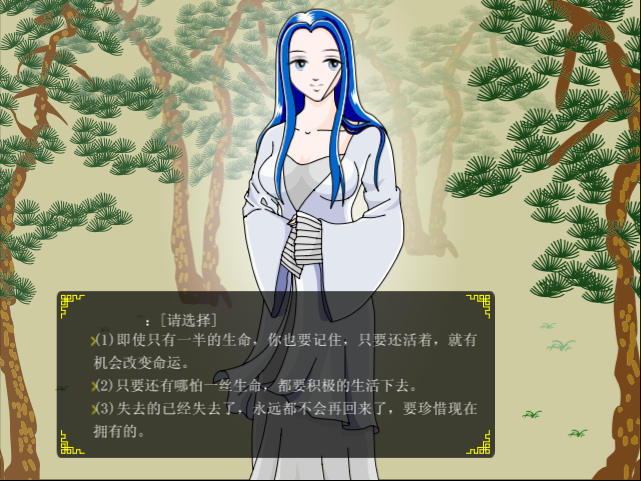 ：[请选择]
(1)即使只有一半的生命，你也要记住，只要还活着，就有
机会改变命运。
(2)只要还有哪怕一丝生命，都要积极的生活下去。
(3)失去的已经失去了，永远都不会再回来了，要珍惜现在
拥有的。